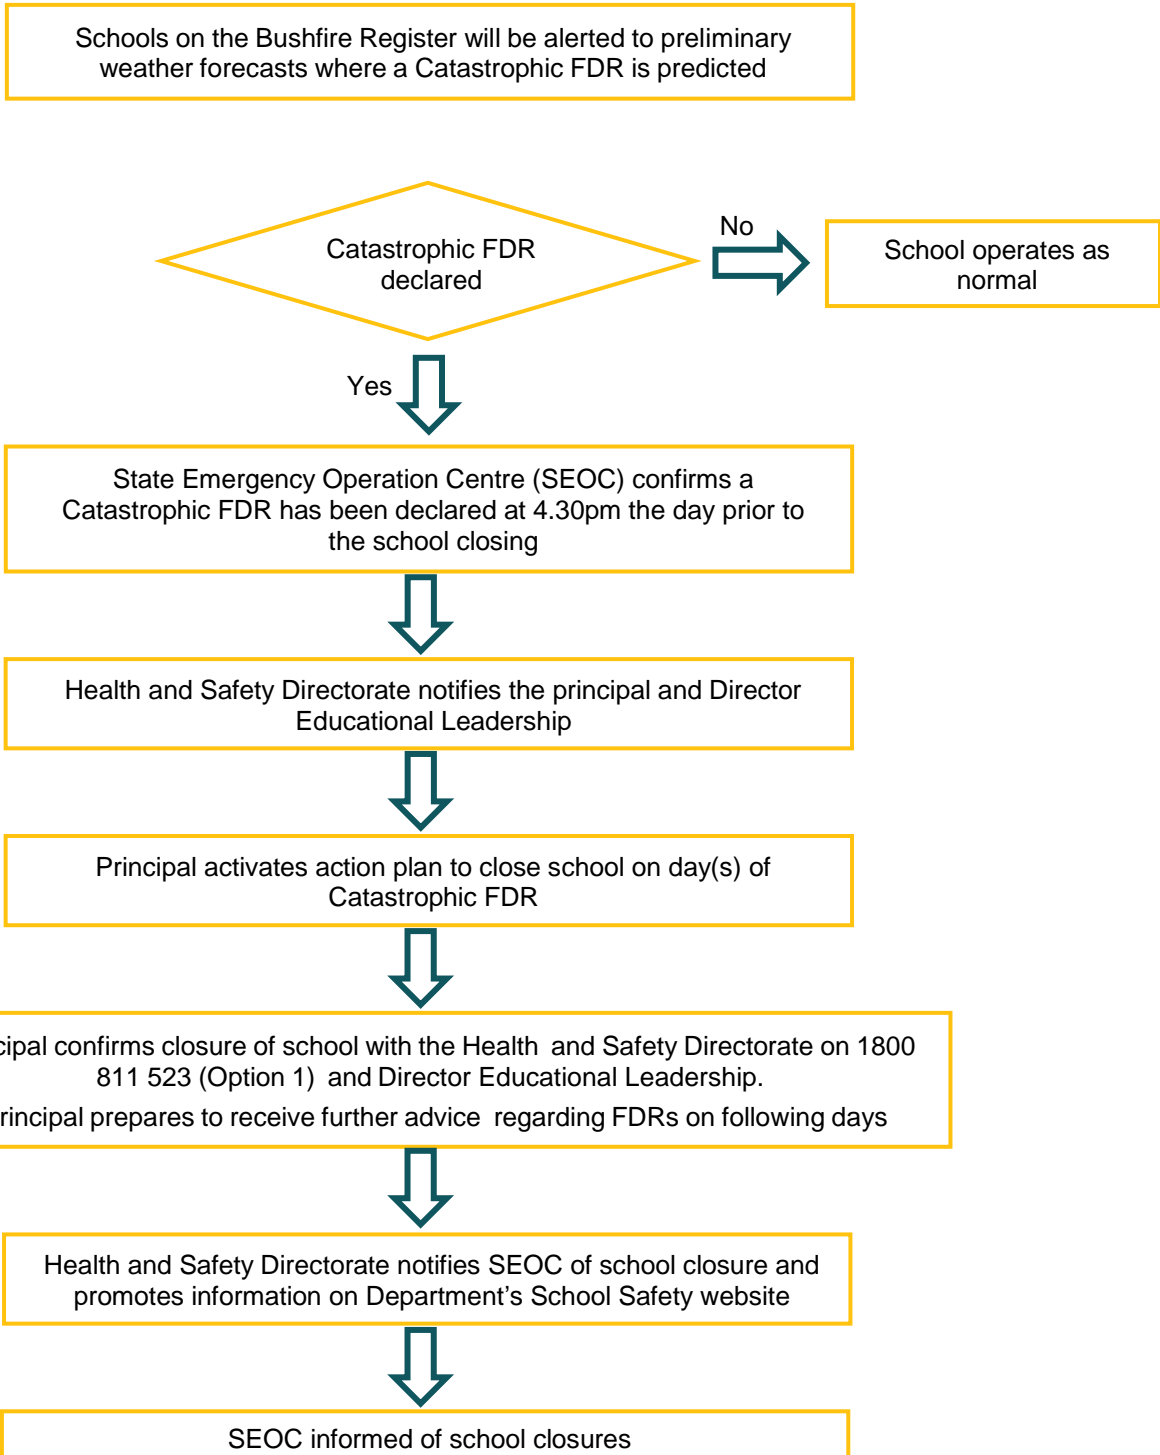 Schools on the Bushfire Register will be alerted to preliminary
weather forecasts where a Catastrophic FDR is predicted
Catastrophic FDR
declared
No
School operates as
normal
Yes
State Emergency Operation Centre (SEOC) confirms a
Catastrophic FDR has been declared at 4.30pm the day prior to
the school closing
Health and Safety Directorate notifies the principal and Director
Educational Leadership
Principal activates action plan to close school on day(s) of
Catastrophic FDR
cipal confirms closure of school with the Health and Safety Directorate on 1800
811 523 (Option 1) and Director Educational Leadership.
rincipal prepares to receive further advice regarding FDRs on following days
Health and Safety Directorate notifies SEOC of school closure and
promotes information on Department's School Safety website
SEOC informed of school closures